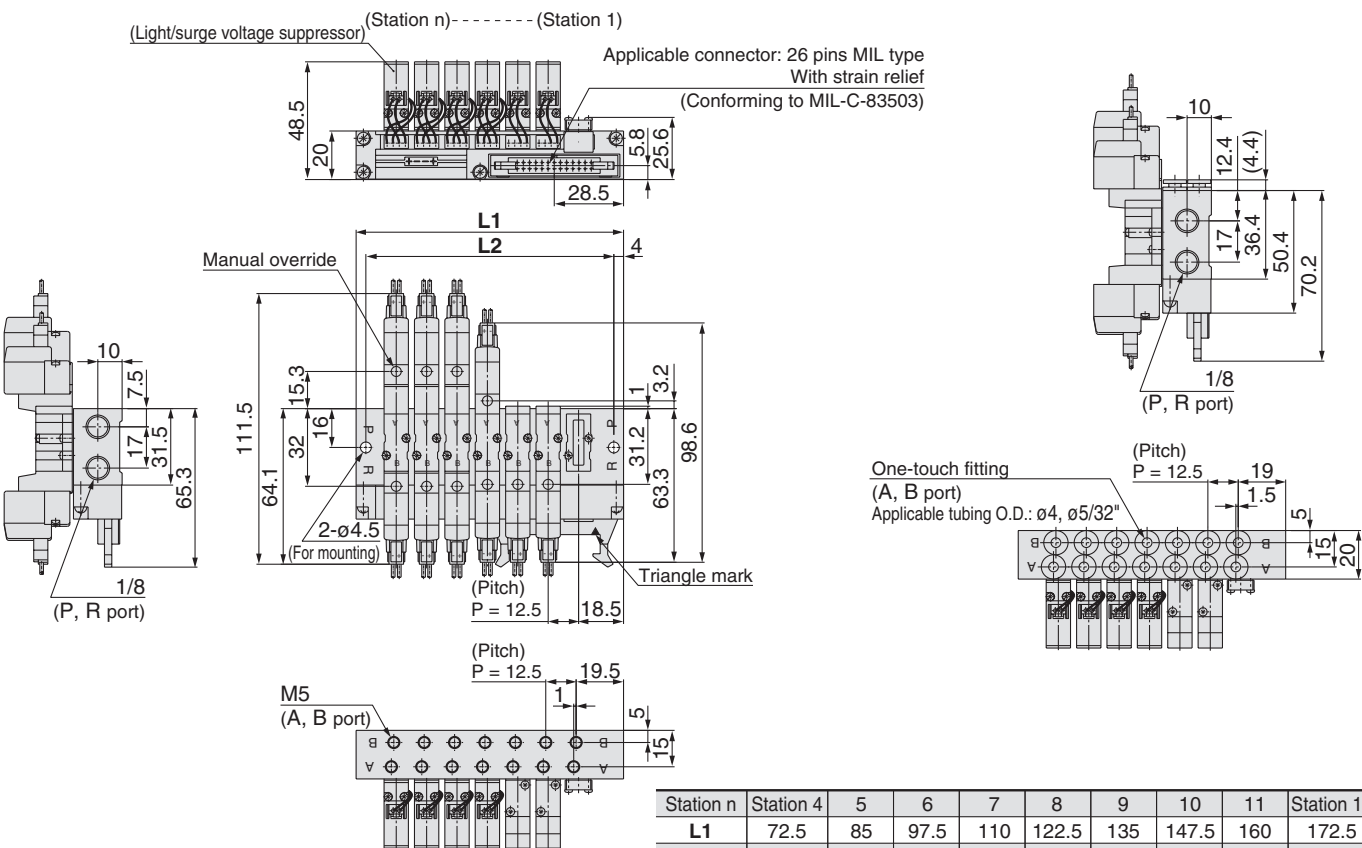 (Station n)--------(Station 1)
(Light/surge voltage suppressor)
Applicable connector: 26 pins MIL type
With strain relief
(Conforming to MIL-C-83503)
48.5
20
5.8
25.6
28.5
L1
L2
4
Manual override
111.5
15.3
16
32
64.1
1
3.2
31.2
63.3
98.6
P
R
P
R
A
A
A
A
A
A
B
B
B
B
B
B
2-ø4.5
(For mounting)
Triangle mark
(Pitch)
P = 12.5
18.5
10
7.5
17
31.5
65.3
1/8
(P, R port)
10
12.4
(4.4)
17
36.4
50.4
70.2
1/8
(P, R port)
One-touch fitting
(A, B port)
Applicable tubing O.D.: ø4, ø5/32"
(Pitch)
P = 12.5
19
1.5
5
15
20
B
B
A
A
(Pitch)
P = 12.5
19.5
1
M5
(A, B port)
5
15
B
B
A
A
Station n Station 4 5 6 7 8 9 10 11 Station 1
L1 72.5 85 97.5 110 122.5 135 147.5 160 172.5